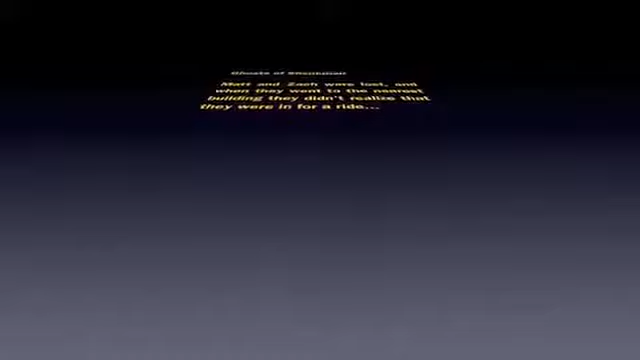 Ghosts of
Matt and Zach were lost, and
when they went to the nearest
building they didn't realize that
they were in for a ride...